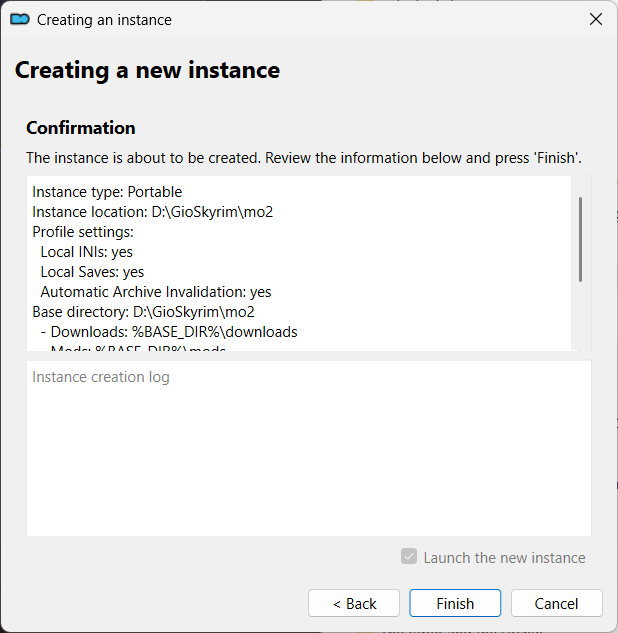 Creating an instance
Creating a new instance
Confirmation
The instance is about to be created. Review the information below and press 'Finish'.
Instance type: Portable
Instance location: D:\GioSkyrim\mo2
Profile settings:
Local INIs: yes
Local Saves: yes
Automatic Archive Invalidation: yes
Base directory: D:\GioSkyrim\mo2
- Downloads: %BASE_DIR%\downloads
- Mods: %BASE_DIR%\mods
Instance creation log
Launch the new instance
< Back
Finish
Cancel